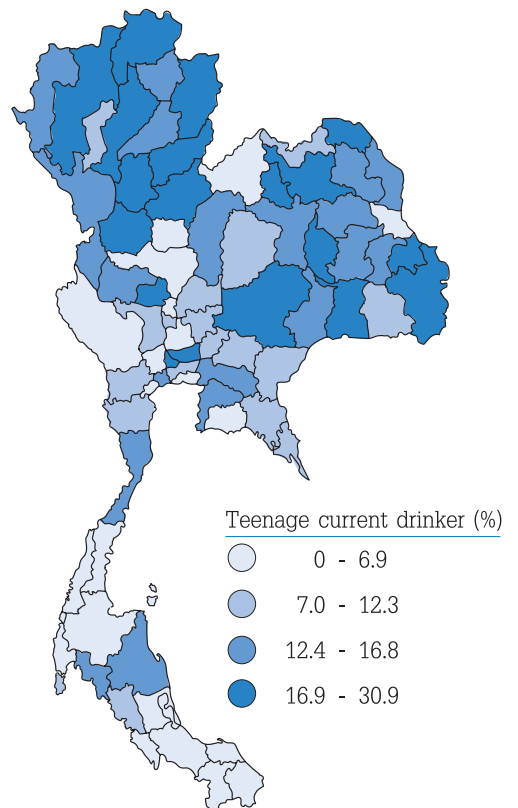 Teenage current drinker (%)
0 - 6.9
7.0 - 12.3
12.4 - 16.8
16.9 - 30.9